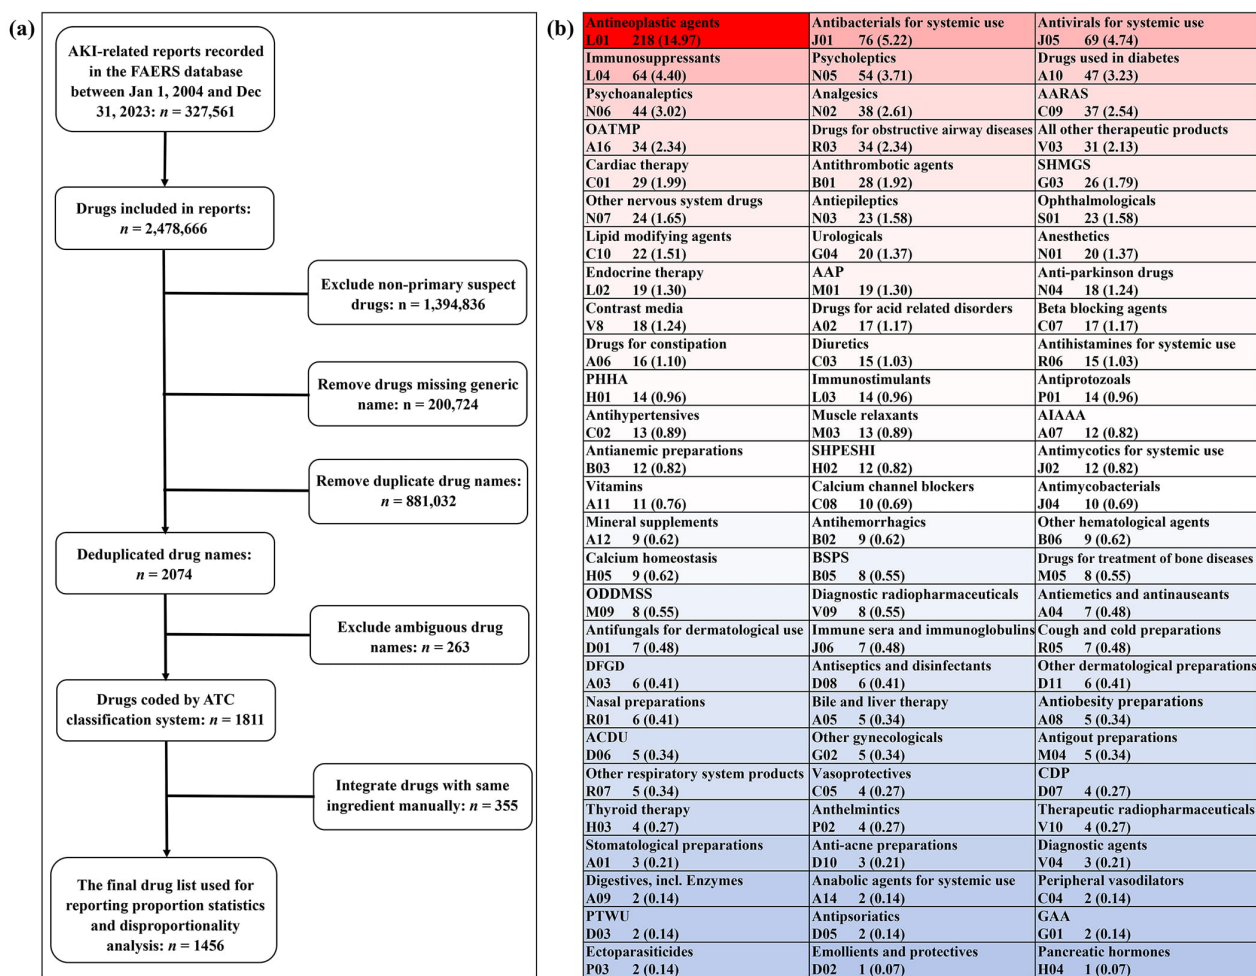 (a)
AKI-related reports recorded
in the FAERS database
between Jan 1, 2004 and Dec
31, 2023: n = 327,561
Drugs included in reports:
n = 2,478,666
Exclude non-primary suspect
drugs: n = 1,394,836
Remove drugs missing generic
name: n = 200,724
Remove duplicate drug names:
n = 881,032
Deduplicated drug names:
n = 2074
Exclude ambiguous drug
names: n = 263
Drugs coded by ATC
classification system: n = 1811
Integrate drugs with same
ingredient manually: n = 355
The final drug list used for
reporting proportion statistics
and disproportionality
analysis: n = 1456
(b)
Antineoplastic agents Antibacterials for systemic use Antivirals for systemic use
L01 218 (14.97) J01 76 (5.22) J05 69 (4.74)
Immunosuppressants Psycholeptics Drugs used in diabetes
L04 64 (4.40) N05 54 (3.71) A10 47 (3.23)
Psychoanaleptics Analgesics AARAS
N06 44 (3.02) N02 38 (2.61) C09 37 (2.54)
OATMP Drugs for obstructive airway diseases All other therapeutic products
A16 34 (2.34) R03 34 (2.34) V03 31 (2.13)
Cardiac therapy Antithrombotic agents SHMGS
C01 29 (1.99) B01 28 (1.92) G03 26 (1.79)
Other nervous system drugs Antiepileptics Ophthalmologicals
N07 24 (1.65) N03 23 (1.58) S01 23 (1.58)
Lipid modifying agents Urologicals Anesthetics
C10 22 (1.51) G04 20 (1.37) N01 20 (1.37)
Endocrine therapy AAP Anti-parkinson drugs
L02 19 (1.30) M01 19 (1.30) N04 18 (1.24)
Contrast media Drugs for acid related disorders Beta blocking agents
V8 18 (1.24) A02 17 (1.17) C07 17 (1.17)
Drugs for constipation Diuretics Antihistamines for systemic use
A06 16 (1.10) C03 15 (1.03) R06 15 (1.03)
PHHA Immunostimulants Antiprotozoals
H01 14 (0.96) L03 14 (0.96) P01 14 (0.96)
Antihypertensives Muscle relaxants AIAAA
C02 13 (0.89) M03 13 (0.89) A07 12 (0.82)
Antianemic preparations SHPESHI Antimycotics for systemic use
B03 12 (0.82) H02 12 (0.82) J02 12 (0.82)
Vitamins Calcium channel blockers Antimycobacterials
A11 11 (0.76) C08 10 (0.69) J04 10 (0.69)
Mineral supplements Antihemorrhagics Other hematological agents
A12 9 (0.62) B02 9 (0.62) B06 9 (0.62)
Calcium homeostasis BSPS Drugs for treatment of bone diseases
H05 9 (0.62) B05 8 (0.55) M05 8 (0.55)
ODDMSS Diagnostic radiopharmaceuticals Antiemetics and antinauseants
M09 8 (0.55) V09 8 (0.55) A04 7 (0.48)
Antifungals for dermatological use Immune sera and immunoglobulins Cough and cold preparations
D01 7 (0.48) J06 7 (0.48) R05 7 (0.48)
DFGD Antiseptics and disinfectants Other dermatological preparations
A03 6 (0.41) D08 6 (0.41) D11 6 (0.41)
Nasal preparations Bile and liver therapy Antiobesity preparations
R01 6 (0.41) A05 5 (0.34) A08 5 (0.34)
ACDU Other gynecologicals Antigout preparations
D06 5 (0.34) G02 5 (0.34) M04 5 (0.34)
Other respiratory system products Vasoprotectives CDP
R07 5 (0.34) C05 4 (0.27) D07 4 (0.27)
Thyroid therapy Anthelmintics Therapeutic radiopharmaceuticals
H03 4 (0.27) P02 4 (0.27) V10 4 (0.27)
Stomatological preparations Anti-acne preparations Diagnostic agents
A01 3 (0.21) D10 3 (0.21) V04 3 (0.21)
Digestives, incl. Enzymes Anabolic agents for systemic use Peripheral vasodilators
A09 2 (0.14) A14 2 (0.14) C04 2 (0.14)
PTWU Antipsoriatics GAA
D03 2 (0.14) D05 2 (0.14) G01 2 (0.14)
Ectoparasiticides Emollients and protectives Pancreatic hormones
P03 2 (0.14) D02 1 (0.07) H04 1 (0.07)